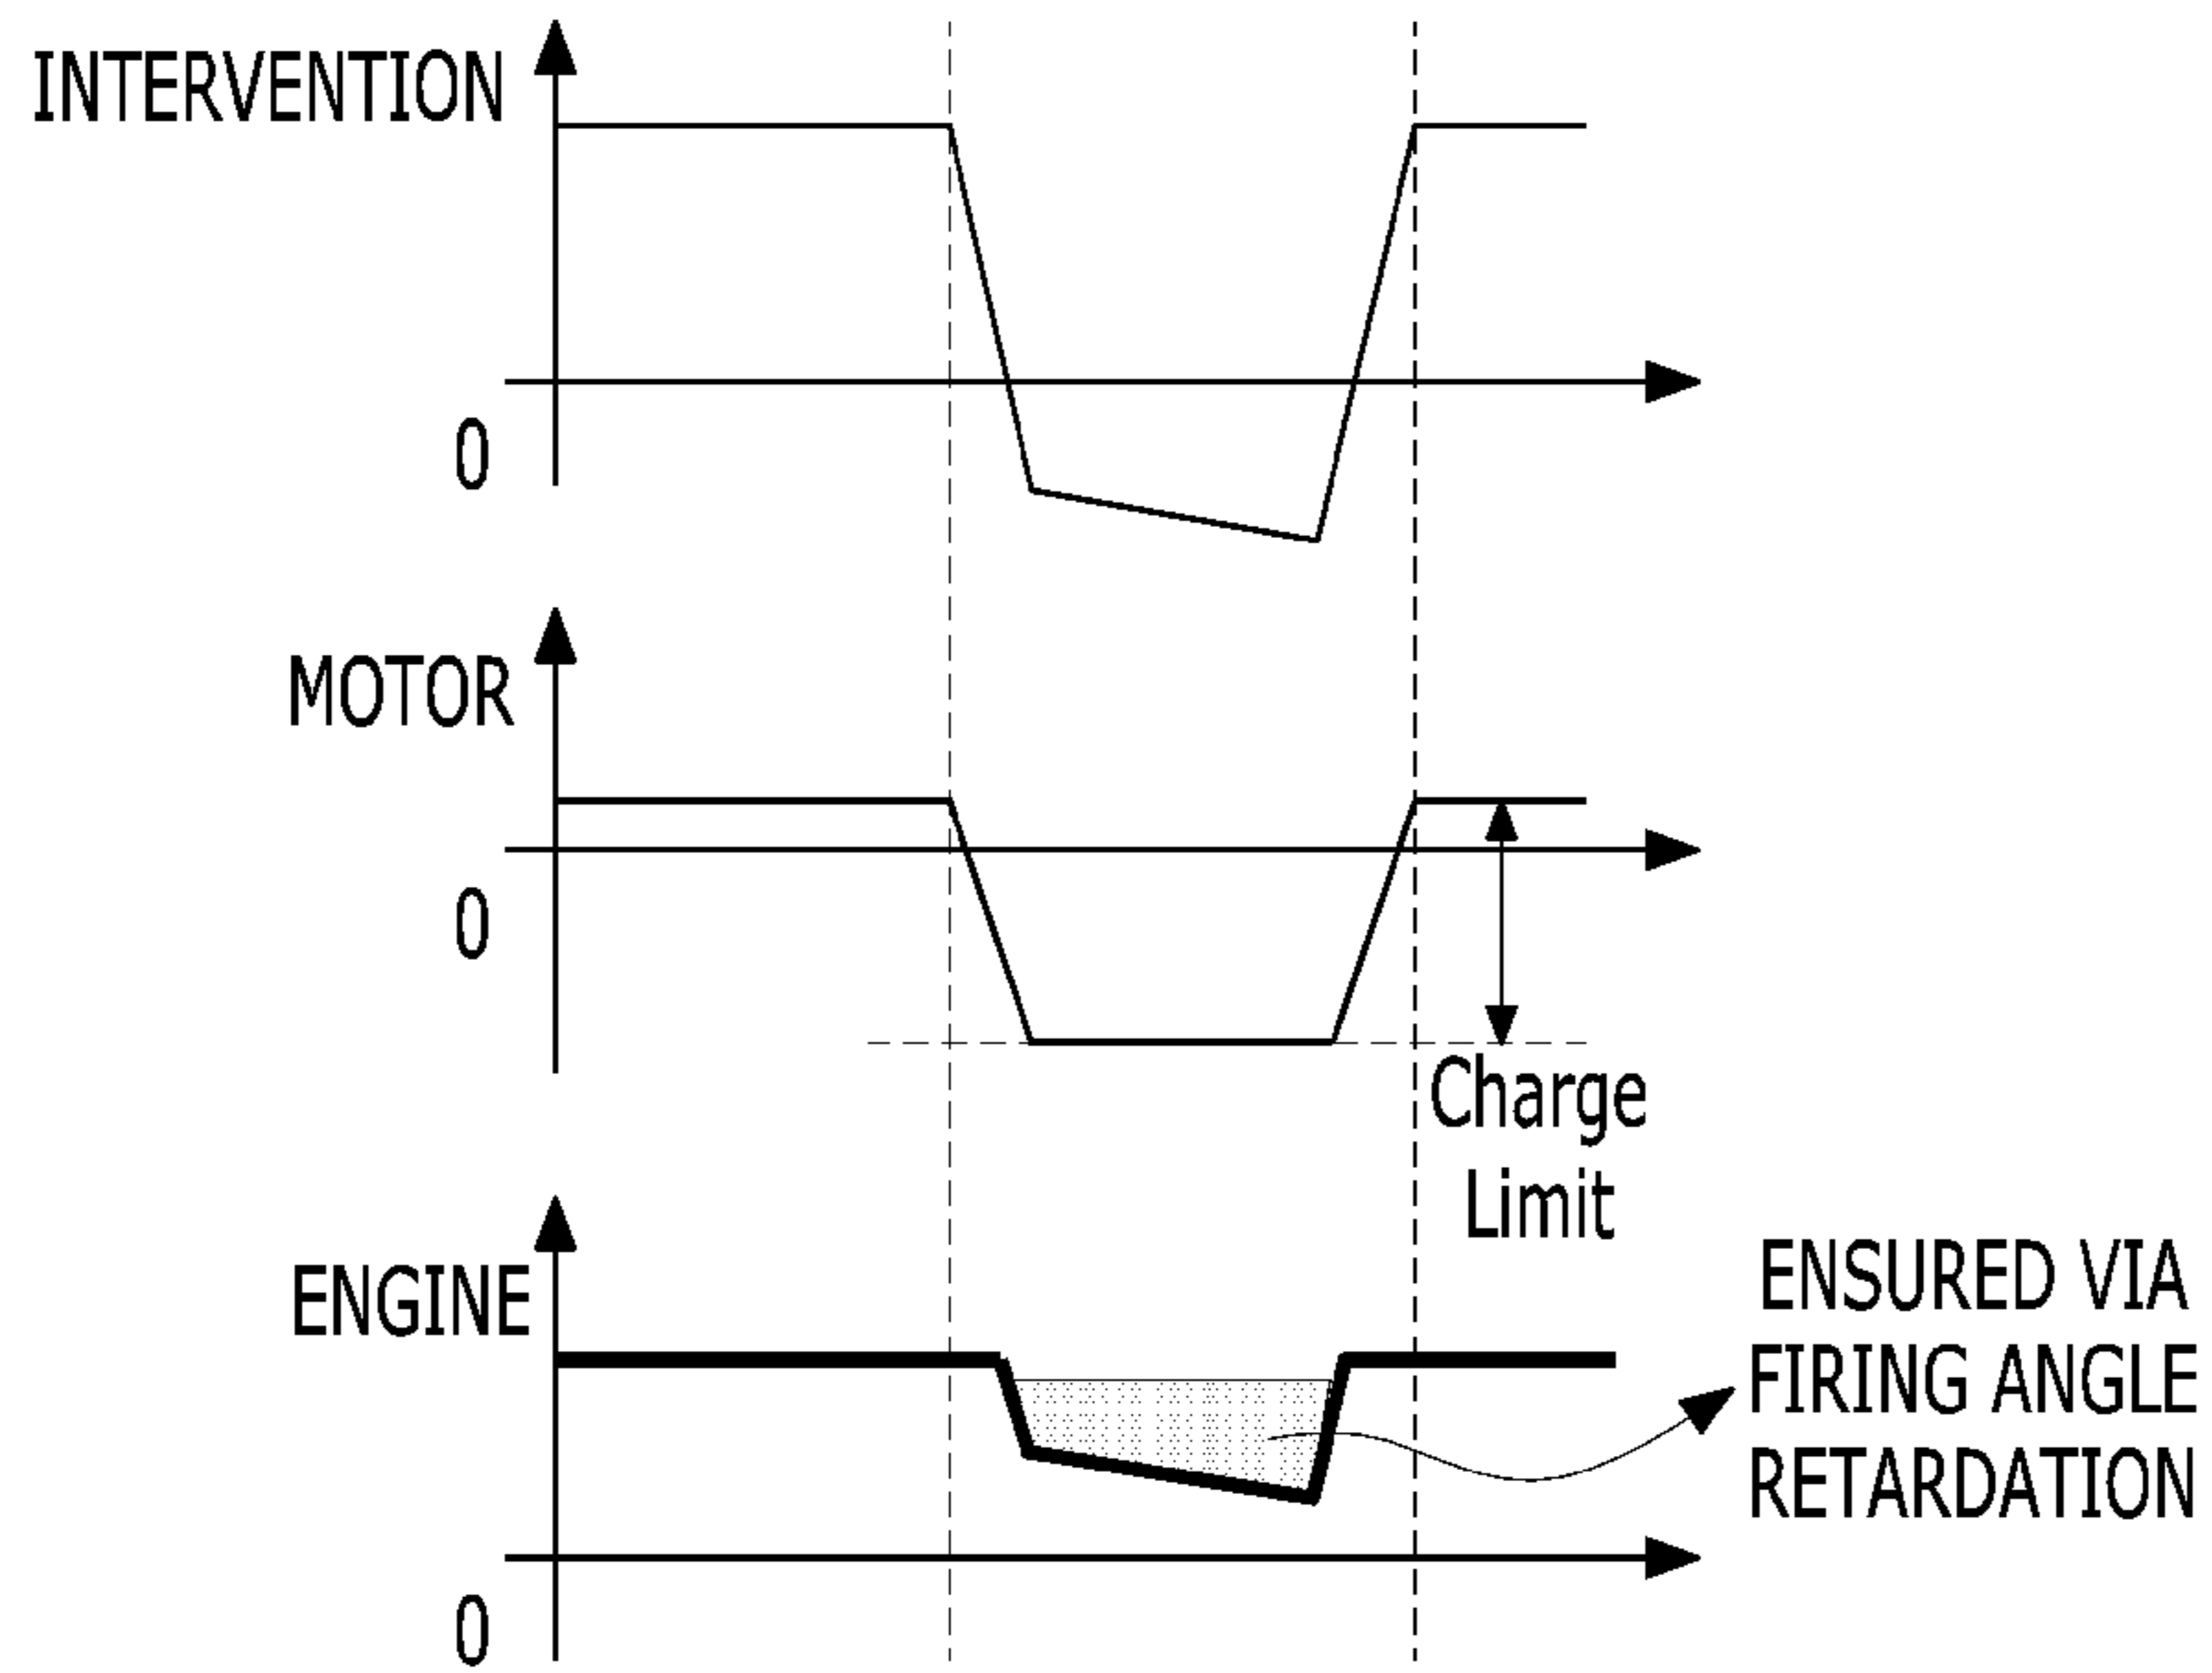 INTERVENTION
0
MOTOR
0
Charge
Limit
ENGINE
ENSURED VIA
FIRING ANGLE
RETARDATION
0